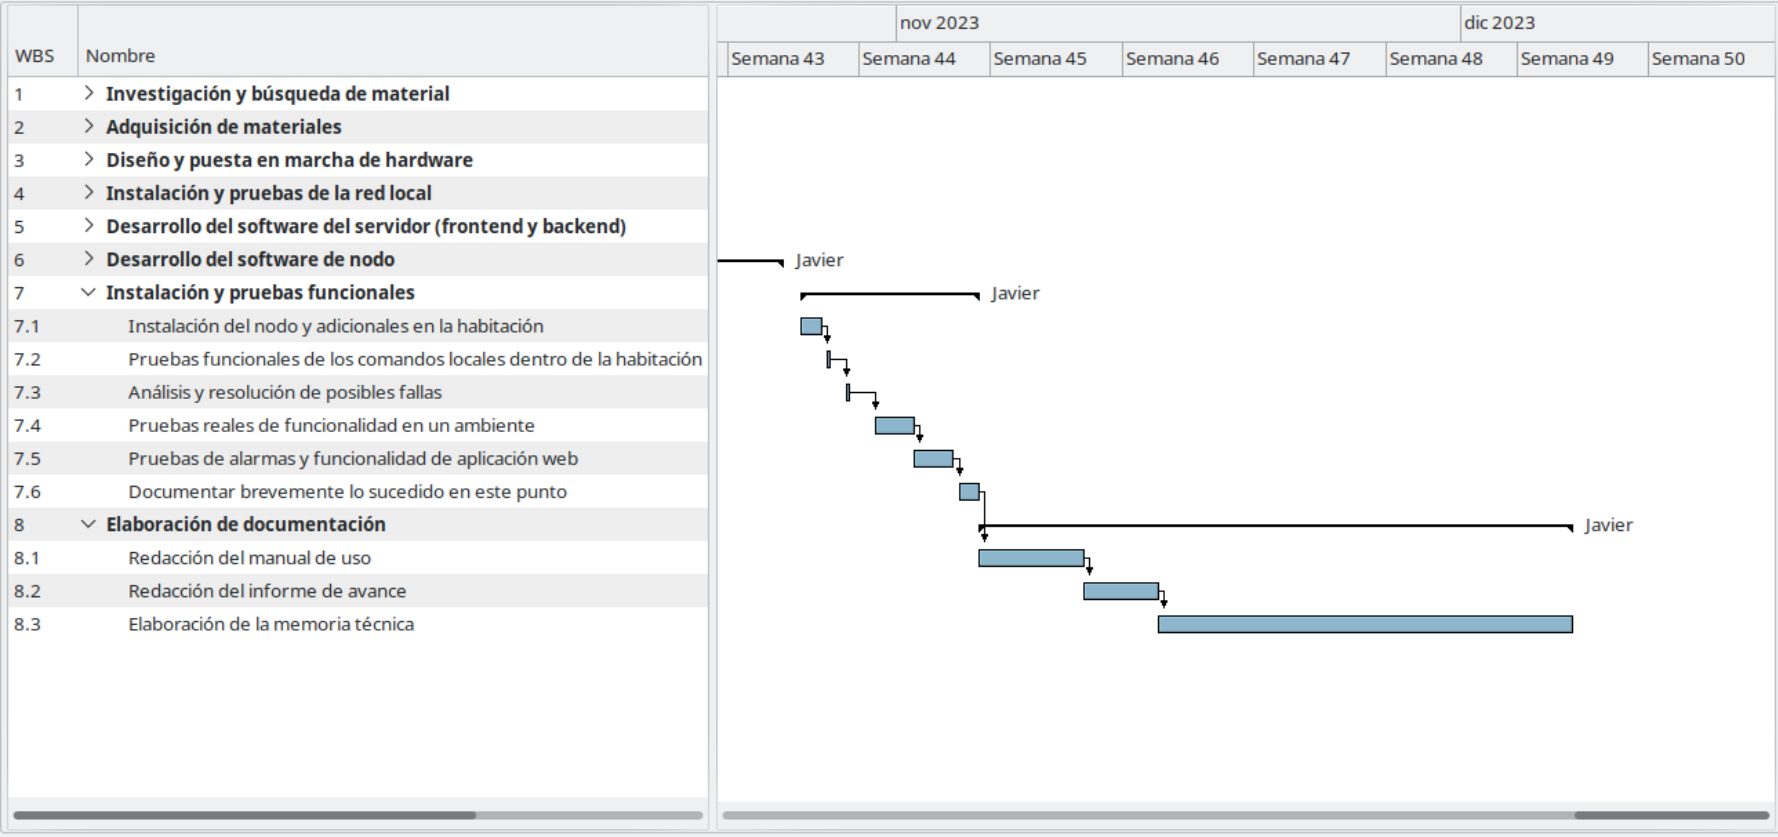 nov 2023 dic 2023
WBS Nombre Semana 43 Semana 44 Semana 45 Semana 46 Semana 47 Semana 48 Semana 49 Semana 50
1 Investigación y búsqueda de material
2 Adquisición de materiales
3 Diseño y puesta en marcha de hardware
4 Instalación y pruebas de la red local
5 Desarrollo del software del servidor (frontend y backend)
6 Desarrollo del software de nodo Javier
7 Instalación y pruebas funcionales Javier
7.1 Instalación del nodo y adicionales en la habitación
7.2 Pruebas funcionales de los comandos locales dentro de la habitación
7.3 Análisis y resolución de posibles fallas
7.4 Pruebas reales de funcionalidad en un ambiente
7.5 Pruebas de alarmas y funcionalidad de aplicación web
7.6 Documentar brevemente lo sucedido en este punto
8 Elaboración de documentación Javier
8.1 Redacción del manual de uso
8.2 Redacción del informe de avance
8.3 Elaboración de la memoria técnica